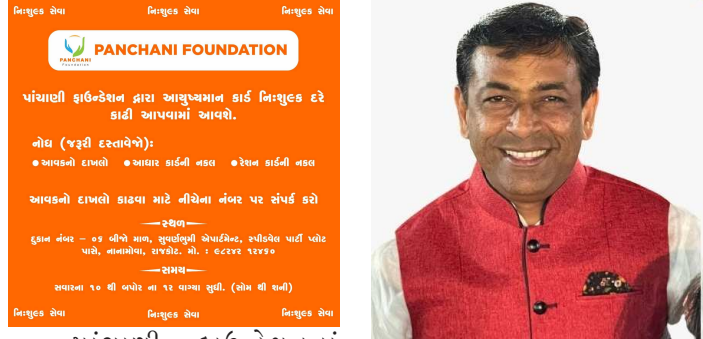 નિઃશુલ્ક સેવા નિઃશુલ્ક સેવા નિઃશુલ્ક સેવા
PANCHANI FOUNDATION
PANCHANI
Foundation
પાંચાણી ફાઉન્ડેશન દ્વારા આયુષ્યમાન કાર્ડ નિઃશુલ્ક દરે
કાઢી આપવામાં આવશે.
નોધ (જરૂરી દસ્તાવેજો):
● આવકનો દાખલો ● આધાર કાર્ડની નકલ ● રેશન કાર્ડની નકલ
આવકનો દાખલો કાઢવા માટે નીચેના નંબર પર સંપર્ક કરો
સ્થળ
દુકાન નંબર – ૦૬ બીજો માળ, સુવર્ણભુમી એપાર્ટમેન્ટ, સ્પીડવેલ પાર્ટી પ્લોટ
પાસે, નાનામોવા, રાજકોટ. મો. : ૯૮૨૪૨ ૧૨૪૬૦
સમય
સવારના ૧૦ થી બપોર ના ૧૨ વાગ્યા સુધી. (સોમ થી શની)
નિઃશુલ્ક સેવા નિઃશુલ્ક સેવા નિઃશુલ્ક સેવા